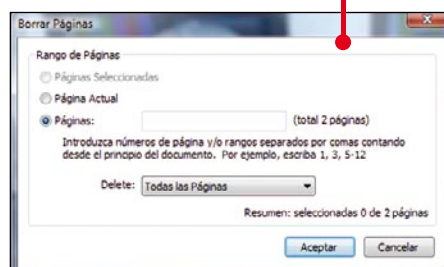 Borrar Páginas
Rango de Páginas
Páginas Seleccionadas
Página Actual
Páginas: (total 2 páginas)
Introduzca números de página y/o rangos separados por comas contando
desde el principio del documento. Por ejemplo, escriba 1, 3, 5-12
Delete: Todas las Páginas
Resumen: seleccionadas 0 de 2 páginas
Aceptar Cancelar